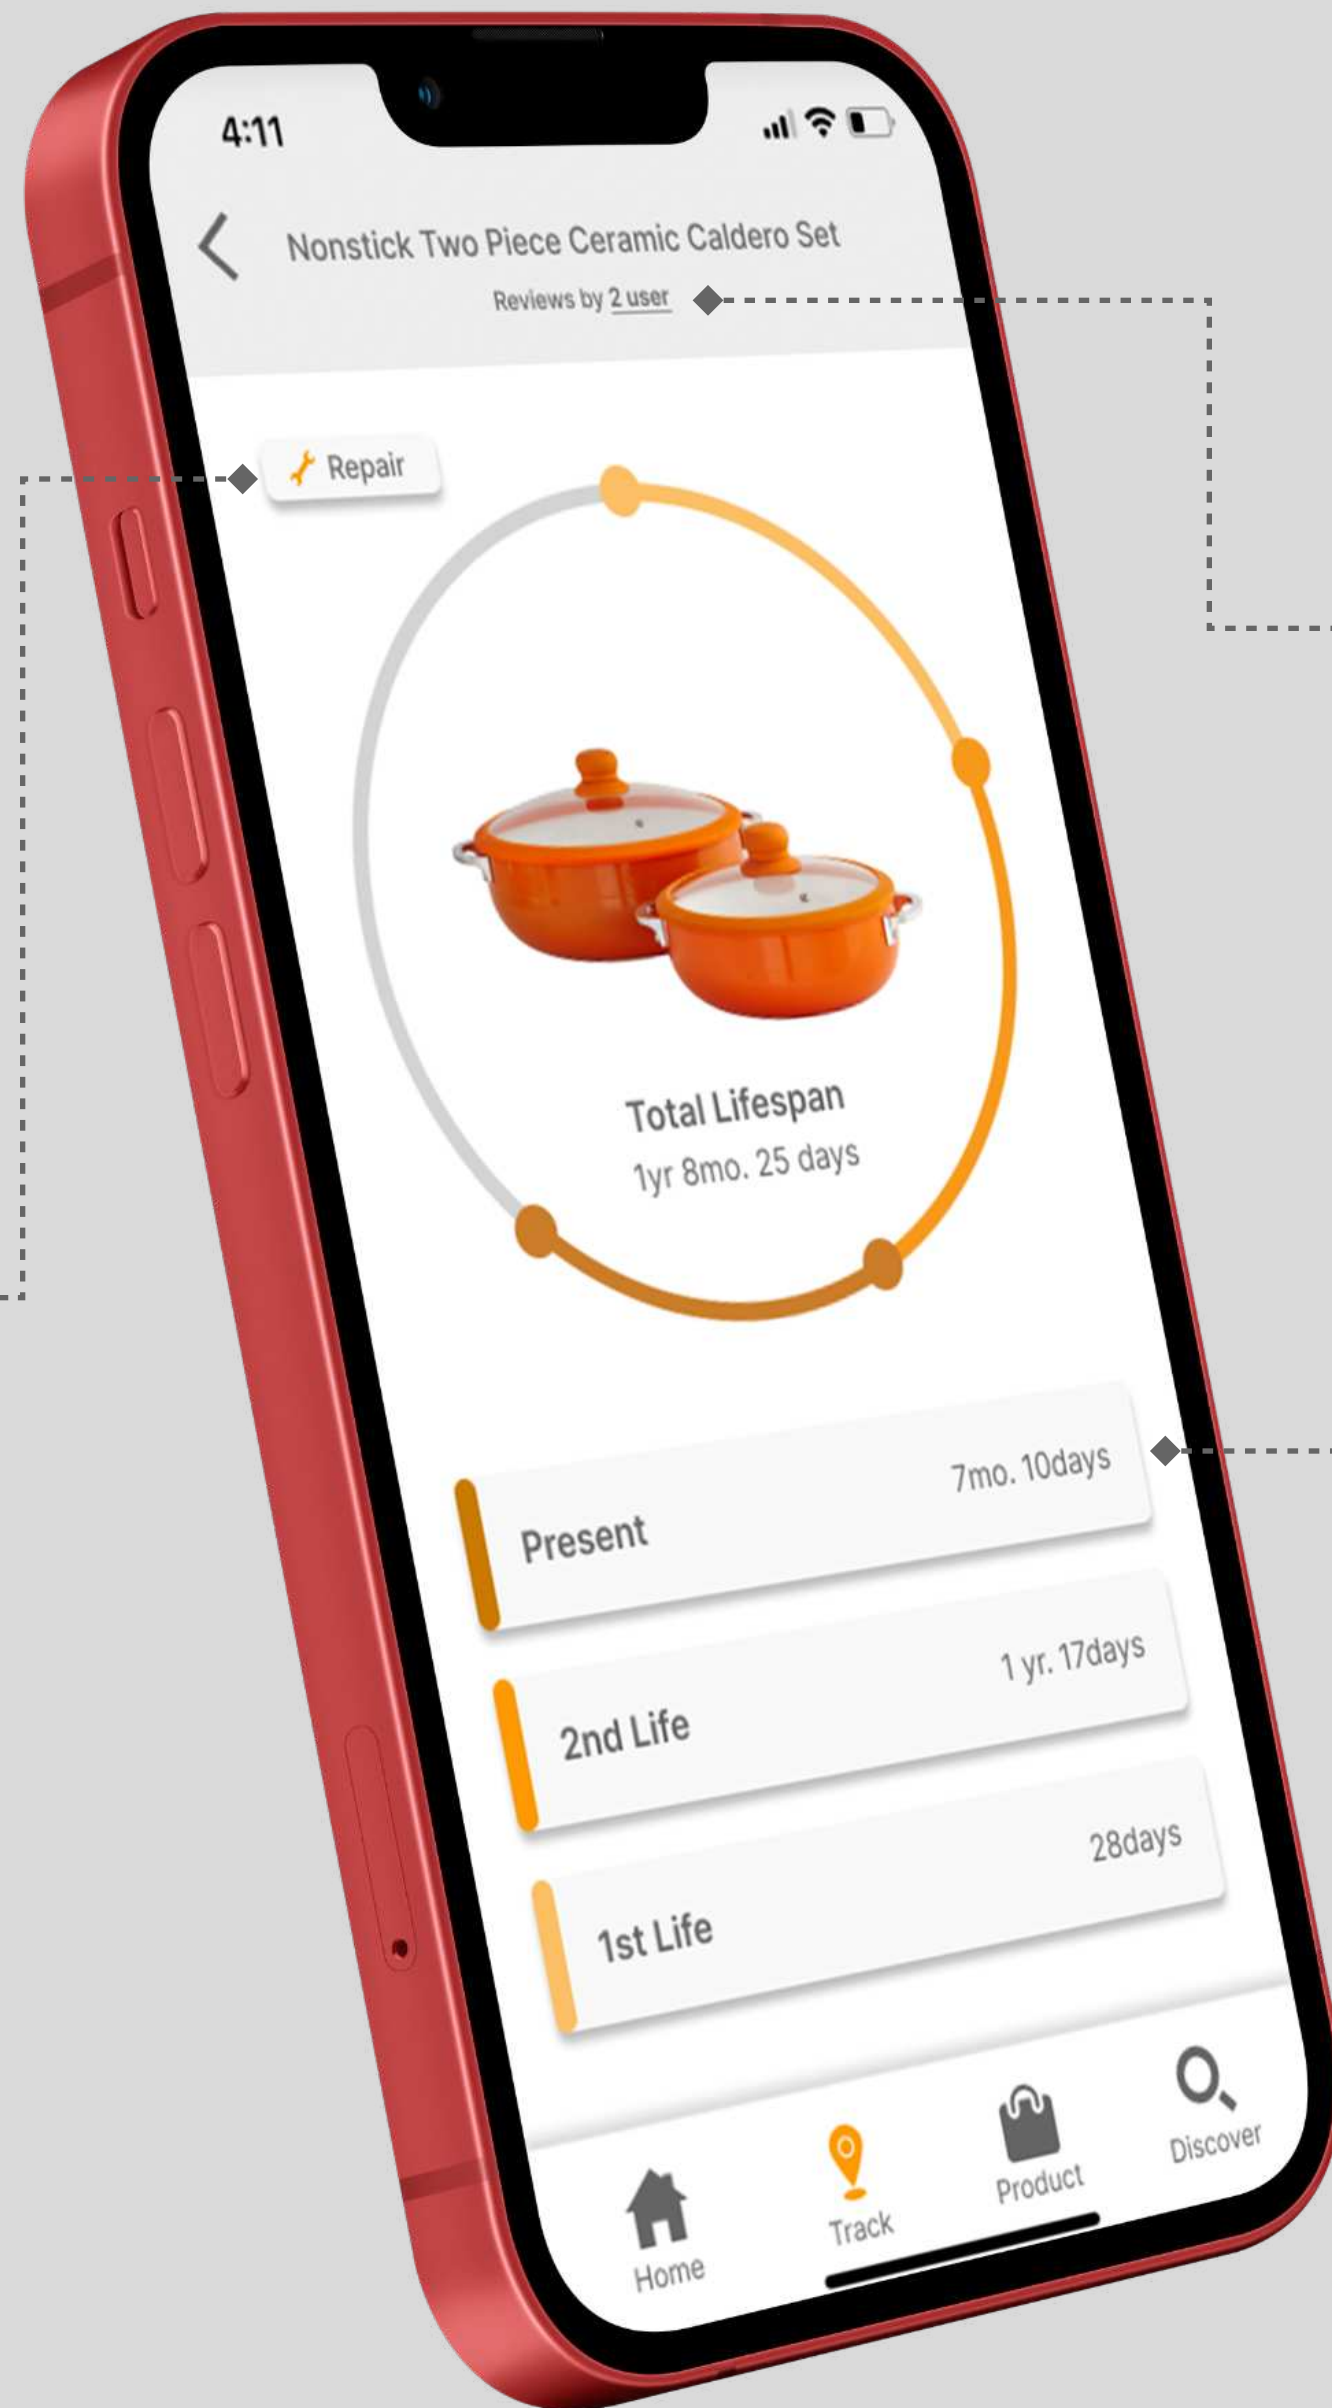 4:11
Nonstick Two Piece Ceramic Caldero Set
Reviews by 2 user
Repair
Total Lifespan
1yr 8mo. 25 days
Present
7mo. 10days
2nd Life
1 yr. 17days
1st Life
28days
Home
Track
Product
Discover